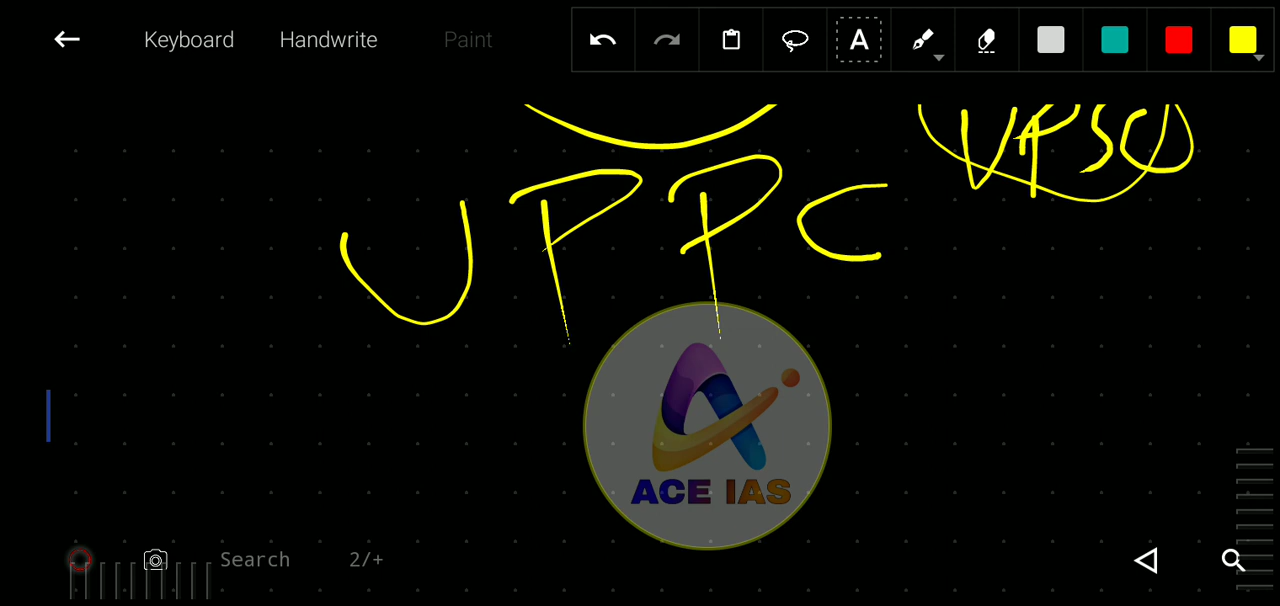 Keyboard Handwrite Paint A
UPSC
UPPC
ACE IAS
Search 2/+